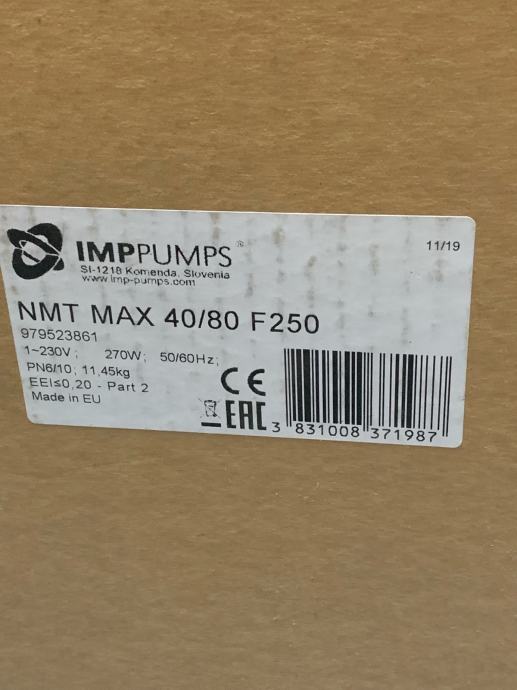 IMPPUMPS®
11/19
SI-1218 Komenda, Slovenia
www.imp-pumps.com
NMT MAX 40/80 F250
979523861
1~230V; 270W; 50/60Hz;
PN6/10; 11,45kg
EEI≤0,20 - Part 2
Made in EU
CE
EAC
3 831008 371987